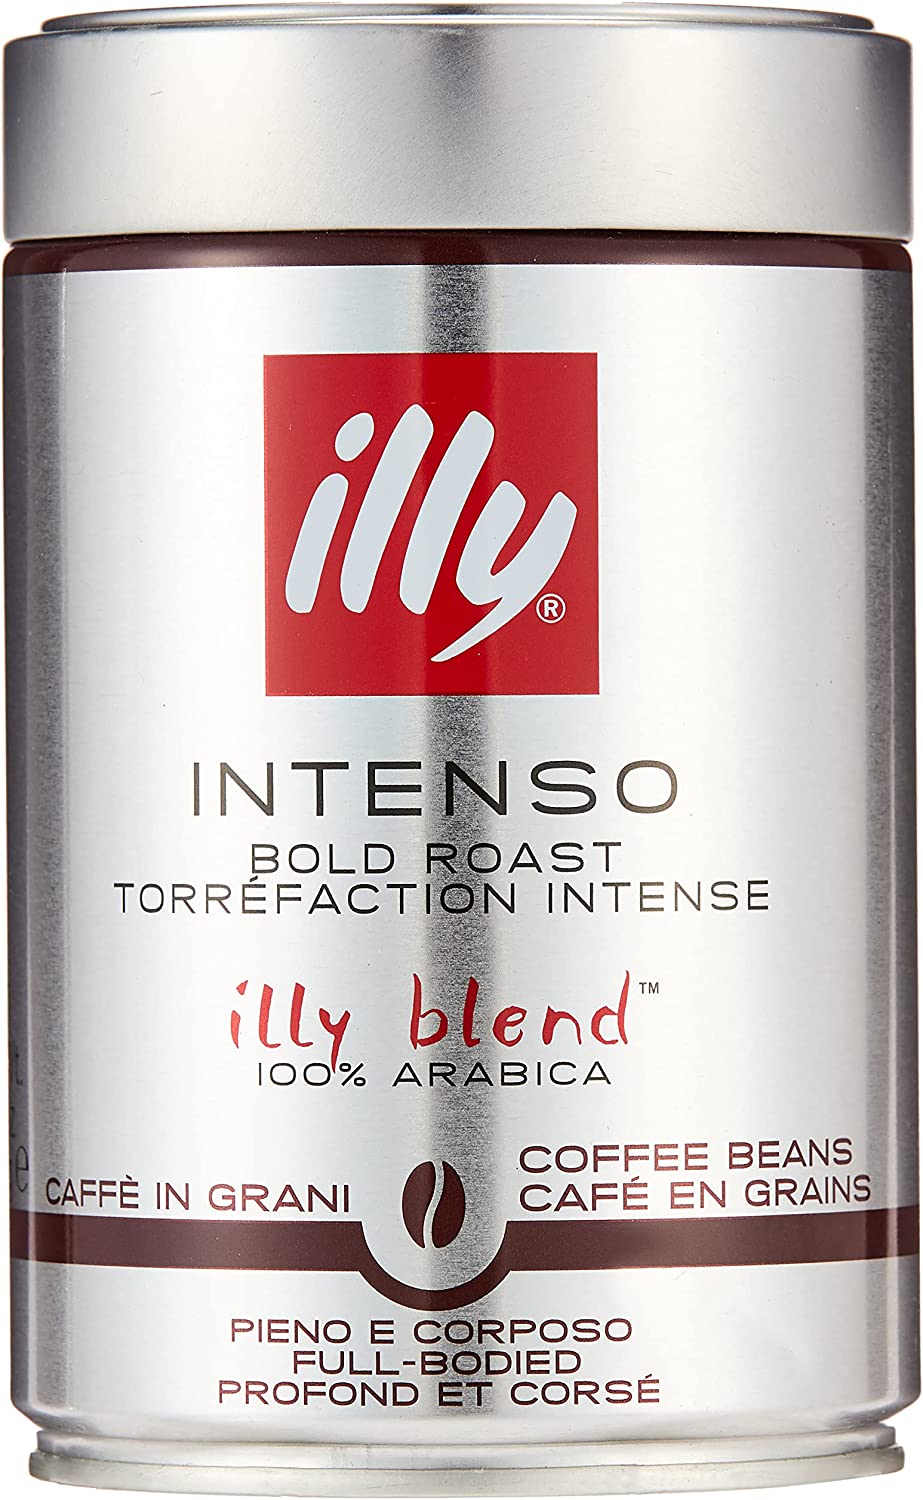 illy®
INTENSO
BOLD ROAST
TORRÉFACTION INTENSE
illy blend™
100% ARABICA
CAFFÈ IN GRANI
COFFEE BEANS
CAFÉ EN GRAINS
PIENO E CORPOSO
FULL-BODIED
PROFOND ET CORSÉ